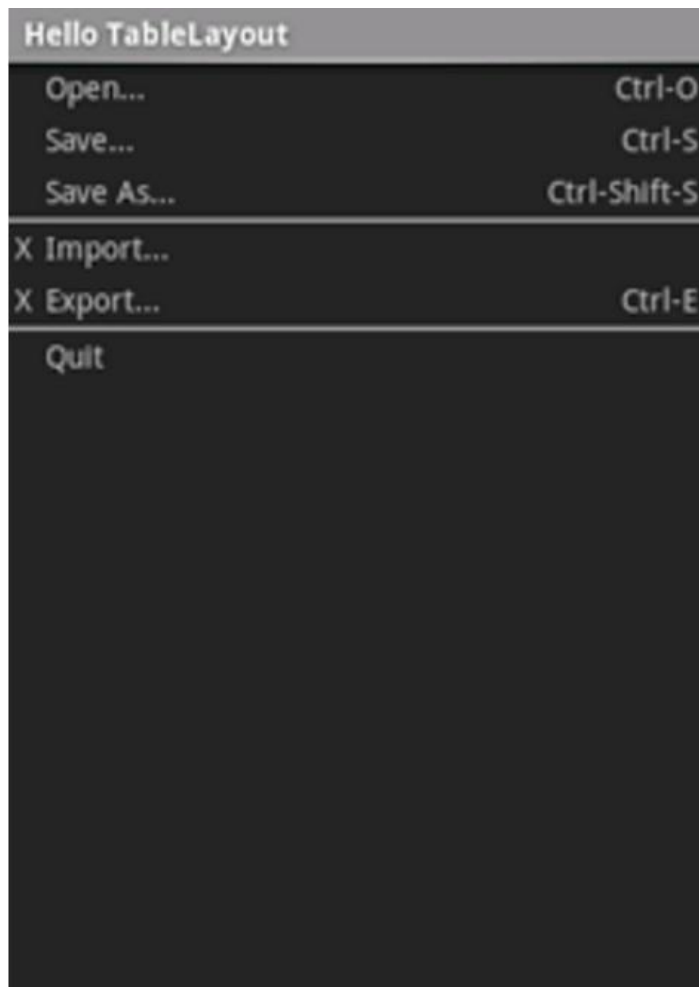 Hello TableLayout
Open... Ctrl-O
Save... Ctrl-S
Save As... Ctrl-Shift-S
X Import...
X Export... Ctrl-E
Quit